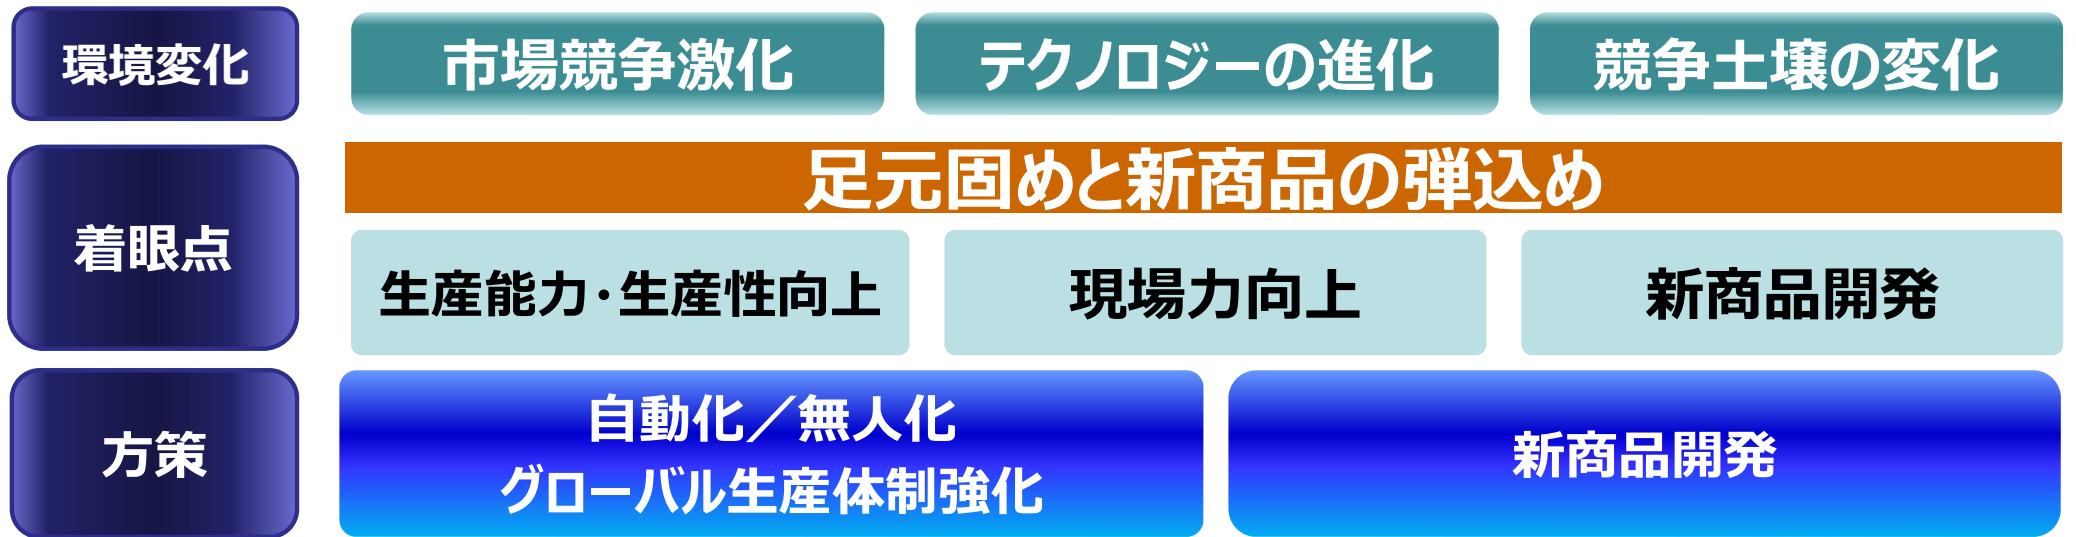 環境変化
市場競争激化
テクノロジーの進化
競争土壌の変化
着眼点
足元固めと新商品の弾込め
生産能力・生産性向上
現場力向上
新商品開発
方策
自動化／無人化
グローバル生産体制強化
新商品開発